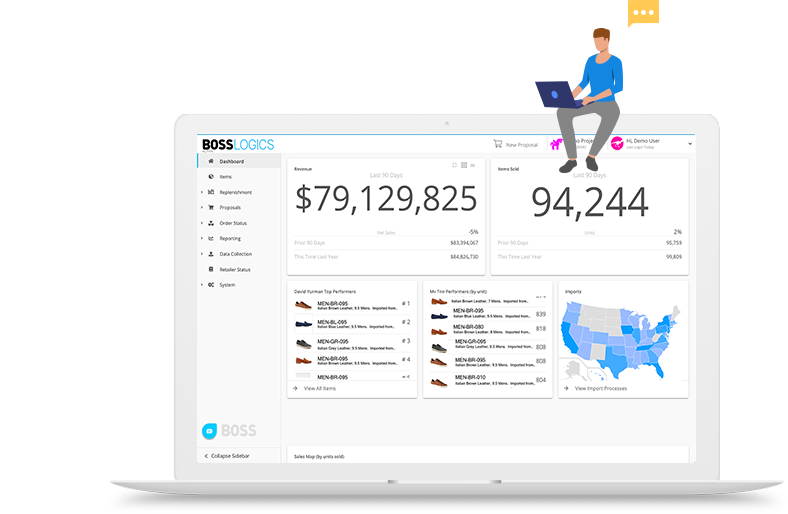 BOSSLOGICS
New Proposal
Hi, Demo User
Last Login Today
Dashboard
Items
Replenishment
Proposals
Order Status
Reporting
Data Collection
Retailer Status
System
BOSS
Collapse Sidebar
Revenue
Last 90 Days
$79,129,825
Net Sales
-5%
Prior 90 Days
$83,394,067
This Time Last Year
$84,826,730
Items Sold
Last 90 Days
94,244
Units
2%
Prior 90 Days
95,759
This Time Last Year
99,809
David Yurman Top Performers
MEN-BR-095
Italian Brown Leather, 9.5 Mens. Imported from..
# 1
MEN-BL-095
Italian Blue Leather, 9.5 Mens. Imported from..
# 2
MEN-GR-095
Italian Grey Leather, 9.5 Mens. Imported from..
# 3
MEN-BR-095
Italian Brown Leather, 9.5 Mens. Imported from..
# 4
MEN-BR-095
View All Items
My Top Performers (by unit)
Italian Brown Leather, 7 Mens. Imported from..
MEN-BR-095
Italian Blue Leather, 9.5 Mens. Imported from..
839
MEN-BR-080
Italian Brown Leather, 9.5 Mens. Imported from..
818
MEN-GR-095
Italian Grey Leather, 9.5 Mens. Imported from..
808
MEN-BR-095
Italian Brown Leather, 9.5 Mens. Imported from..
808
MEN-BR-010
Italian Brown Leather, 9.5 Mens. Imported from..
804
Imports
View Import Processes
Sales Map (by units sold)